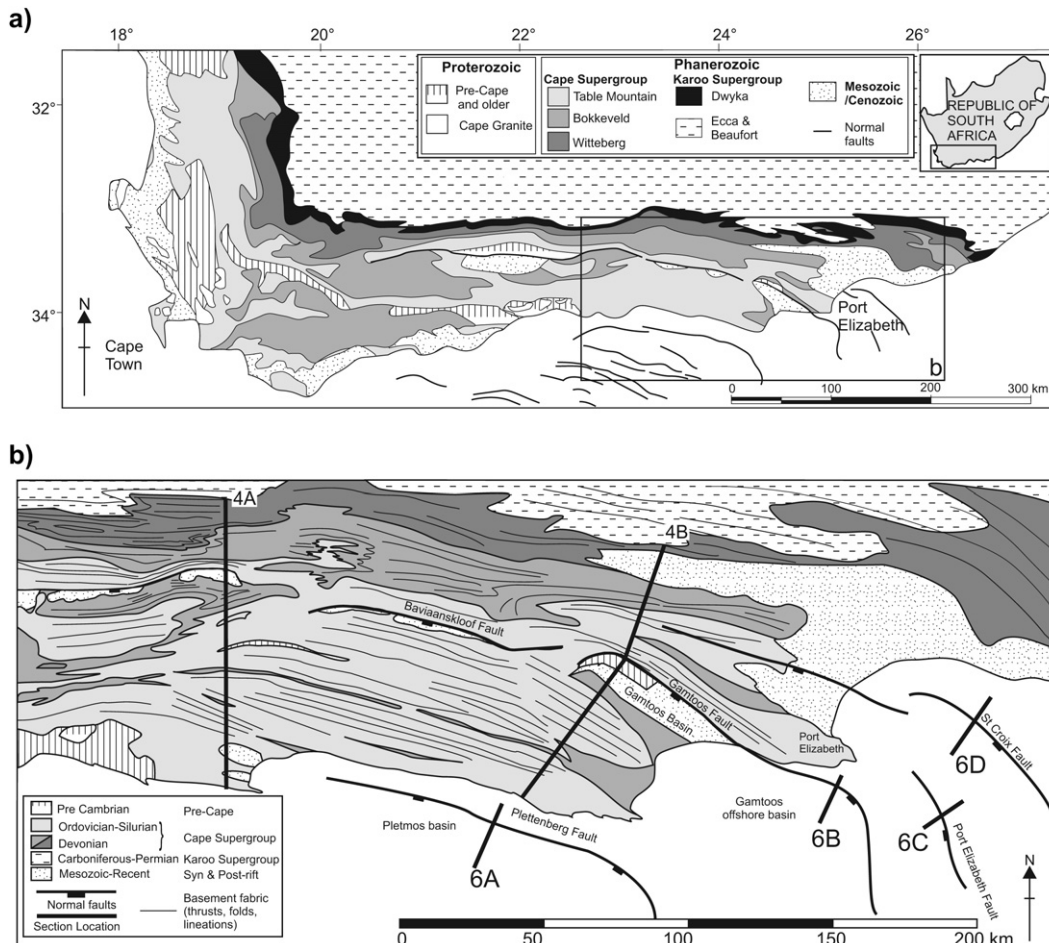 a)
18°
20°
22°
24°
26°
32°
34°
Proterozoic
Pre-Cape
and older
Cape Granite
Phanerozoic
Cape Supergroup
Karoo Supergroup
Table Mountain
Bokkeveld
Witteberg
Dwyka
Ecca &
Beaufort
Mesozoic
/Cenozoic
Normal
faults
REPUBLIC OF
SOUTH
AFRICA
N
Cape
Town
Port
Elizabeth
b
0 100 200 300 km
b)
4A
4B
Baviaanskloof Fault
Gamtoos Fault
Gamtoos Basin
Port
Elizabeth
St Croix Fault
6D
Pletmos basin
Plettenberg Fault
Gamtoos
offshore basin
6A
6B
6C
Port Elizabeth Fault
Pre Cambrian
Pre-Cape
Ordovician-Silurian
Devonian
Cape Supergroup
Carboniferous-Permian
Karoo Supergroup
Mesozoic-Recent
Syn & Post-rift
Normal faults
Section Location
Basement fabric
(thrusts, folds,
lineations)
N
0 50 100 150 200 km